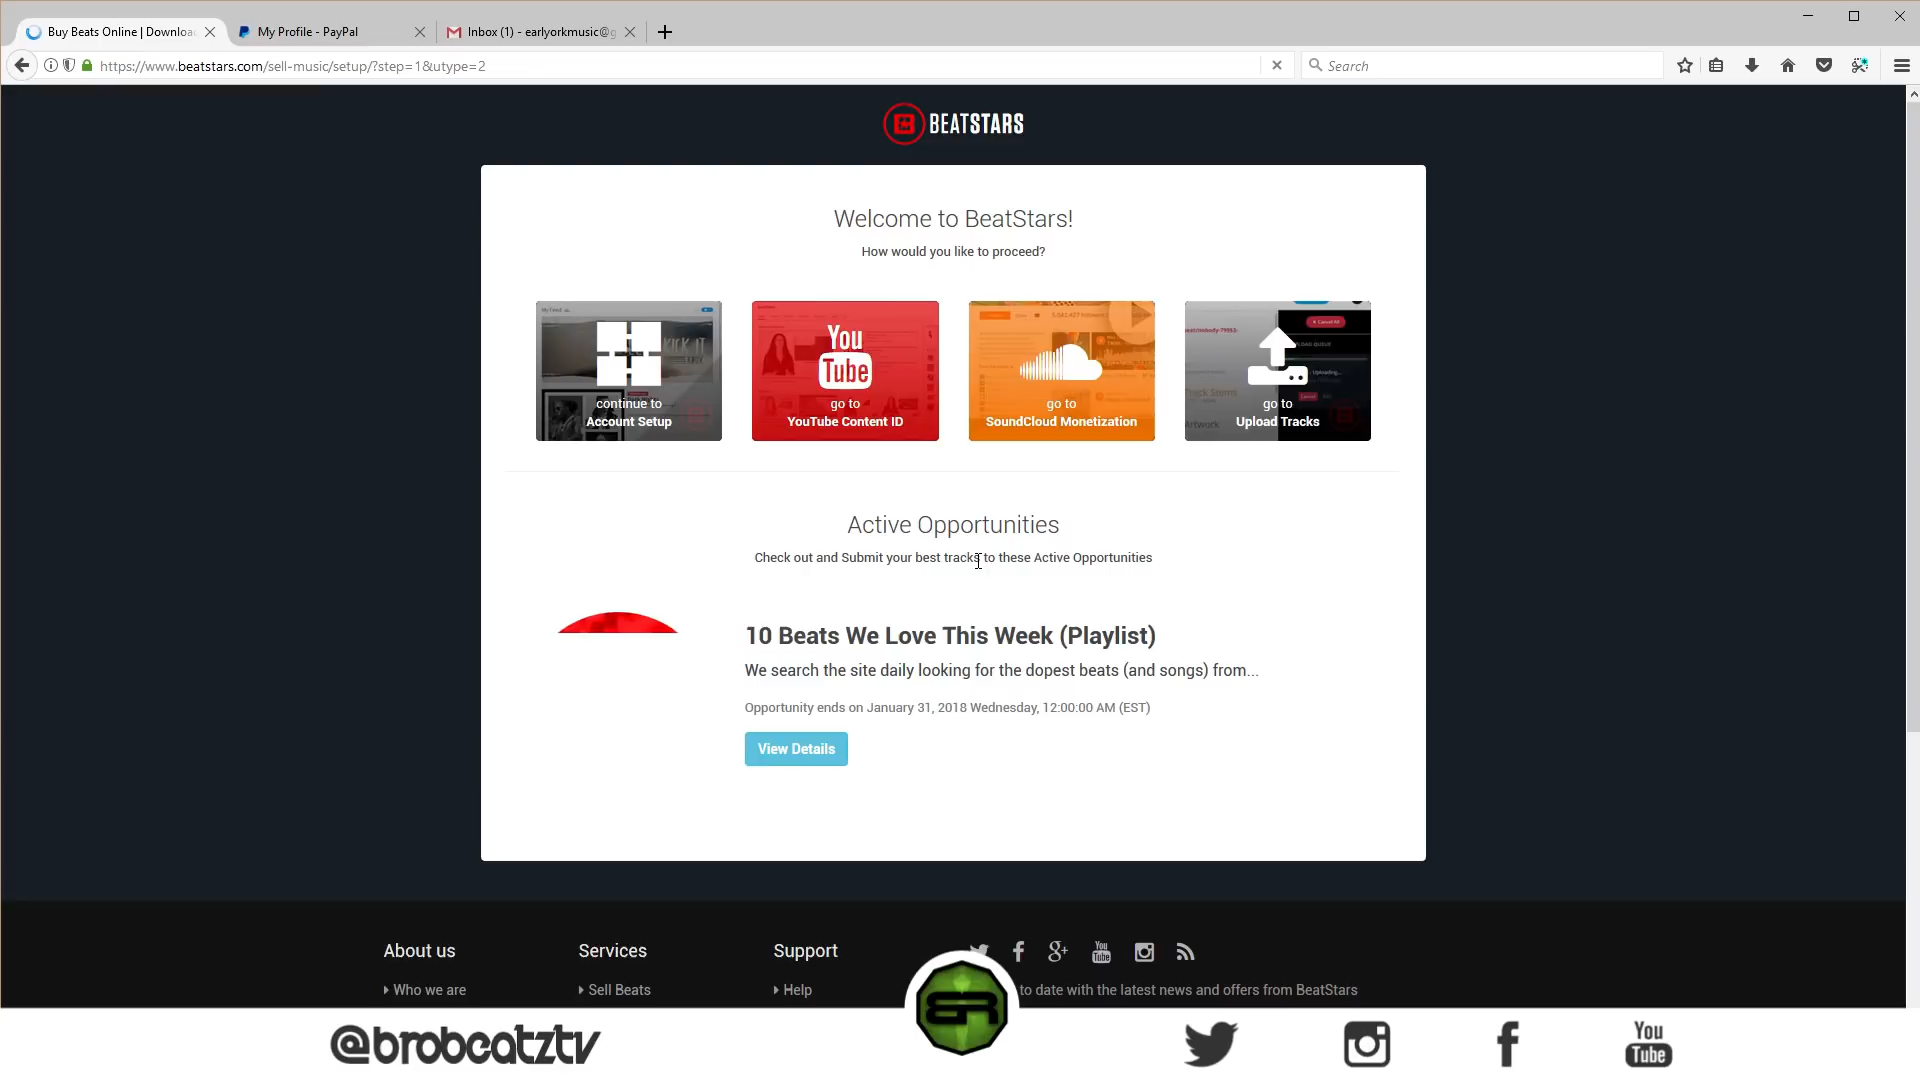 Buy Beats Online | Downloa
My Profile - PayPal
Inbox (1) - earlyorkmusic@g
https://www.beatstars.com/sell-music/setup/?step=1&utype=2
Search
BEATSTARS
Welcome to BeatStars!
How would you like to proceed?
continue to
Account Setup
You
Tube
go to
YouTube Content ID
go to
SoundCloud Monetization
go to
Upload Tracks
Active Opportunities
Check out and Submit your best tracks to these Active Opportunities
10 Beats We Love This Week (Playlist)
We search the site daily looking for the dopest beats (and songs) from...
Opportunity ends on January 31, 2018 Wednesday, 12:00:00 AM (EST)
View Details
About us
Services
Support
You
Tube
Who we are
Sell Beats
Help
to date with the latest news and offers from BeatStars
@brobeatztv
You
Tube